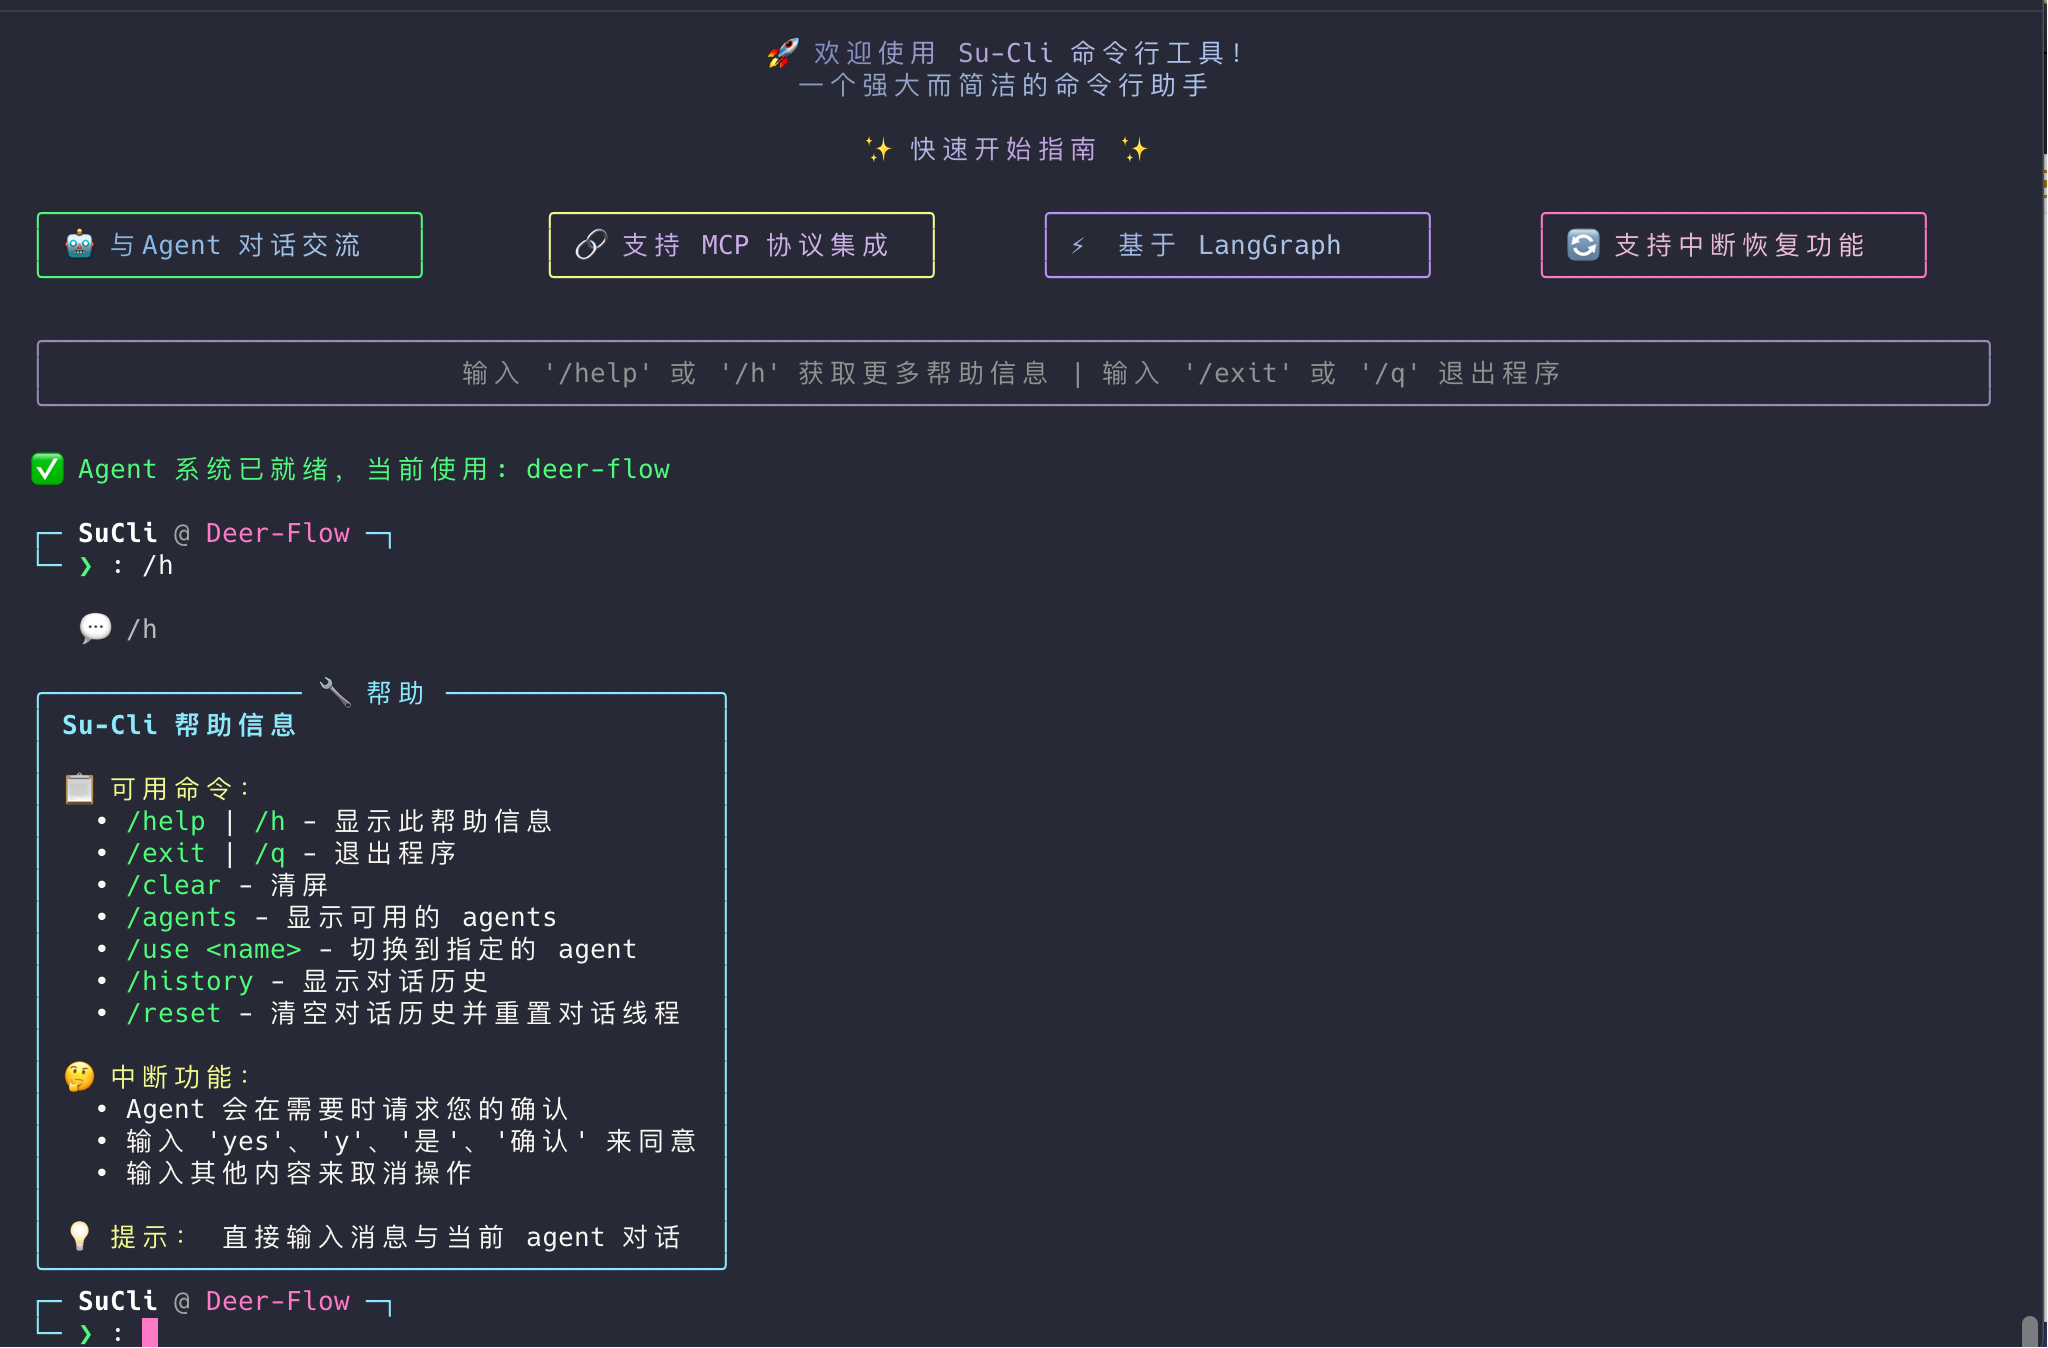 🚀 欢迎使用 Su-Cli 命令行工具!
一个强大而简洁的命令行助手
✨ 快速开始指南 ✨
🤖 与Agent 对话交流
🔗 支持 MCP 协议集成
⚡ 基于 LangGraph
🔄 支持中断恢复功能
输入 '/help' 或 '/h' 获取更多帮助信息 | 输入 '/exit' 或 '/q' 退出程序
✅ Agent 系统已就绪, 当前使用: deer-flow
SuCli @ Deer-Flow
❯ : /h
💬 /h
🔧 帮助
Su-Cli 帮助信息
📋 可用命令:
• /help | /h - 显示此帮助信息
• /exit | /q - 退出程序
• /clear - 清屏
• /agents - 显示可用的 agents
• /use <name> - 切换到指定的 agent
• /history - 显示对话历史
• /reset - 清空对话历史并重置对话线程
🤔 中断功能:
• Agent 会在需要时请求您的确认
• 输入 'yes'、'y'、'是'、'确认' 来同意
• 输入其他内容来取消操作
💡 提示: 直接输入消息与当前 agent 对话
SuCli @ Deer-Flow
❯ :